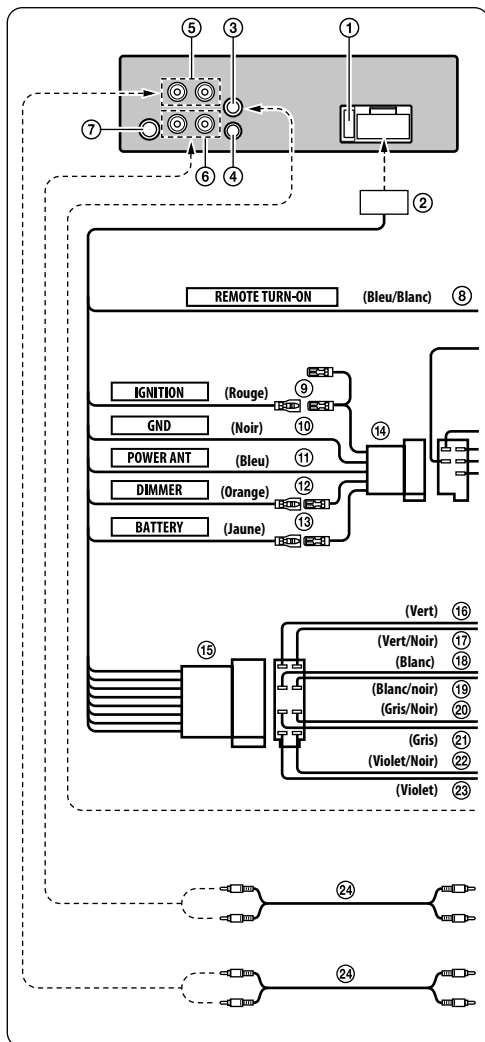 ⑤ ③ ①
⑦
⑥ ④
②
REMOTE TURN-ON (Bleu/Blanc) ⑧
IGNITION (Rouge) ⑨
GND (Noir) ⑩
⑭
POWER ANT (Bleu) ⑪
DIMMER (Orange) ⑫
BATTERY (Jaune) ⑬
(Vert) ⑯
⑮
(Vert/Noir) ⑰
(Blanc) ⑱
(Blanc/noir) ⑲
(Gris/Noir) ⑳
(Gris) ㉑
(Violet/Noir) ㉒
(Violet) ㉓
㉔
㉔